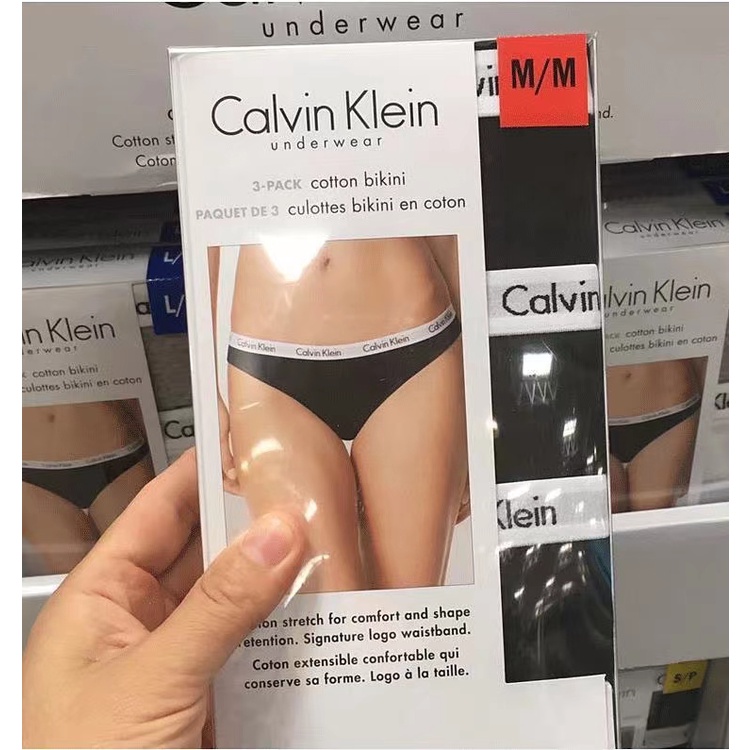 underwear
M/M
Calvin Klein
underwear
3-PACK cotton bikini
PAQUET DE 3 culottes bikini en coton
Calvin Klein Calvin Klein Calvin Klein Calvin Klein
stretch for comfort and shape
Signature logo waistband.
Coton extensible confortable qui
conserve sa forme. Logo à la taille.
Calvin
Klein
Cotton
L/
L/
Klein
cotton bikini
culottes bikini en coton
Calvin Klein
underwear
Klein
underwear
cotton bikini
culottes bikini en coton
S/P